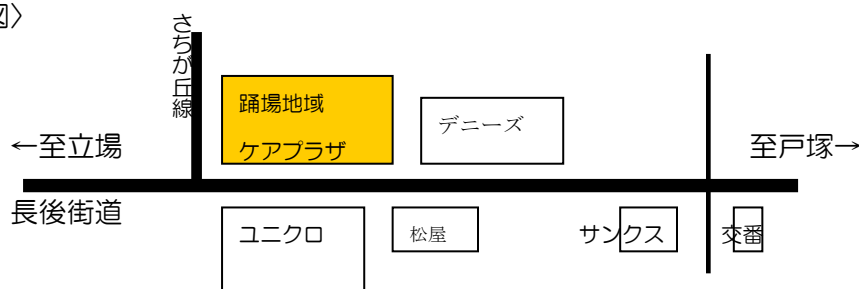 図〉
さちが丘線
踊場地域
ケアプラザ
デニーズ
←至立場
至戸塚→
長後街道
ユニクロ
松屋
サンクス
交番